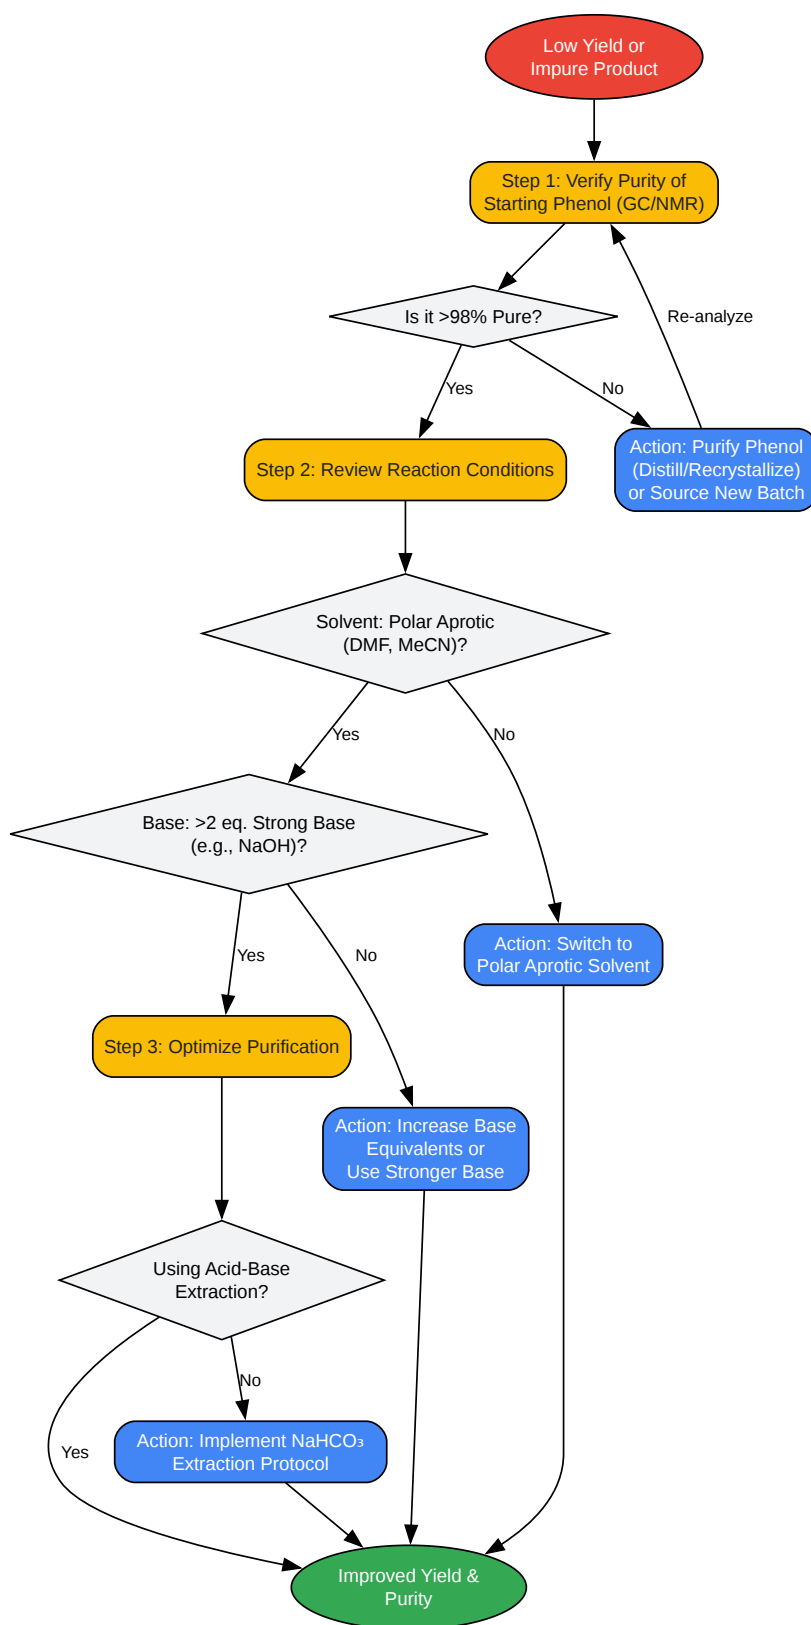 Low Yield or
Impure Product
Step 1: Verify Purity of
Starting Phenol (GC/NMR)
Is it >98% Pure?
Re-analyze
Yes
No
Action: Purify Phenol
(Distill/Recrystallize)
or Source New Batch
Step 2: Review Reaction Conditions
Solvent: Polar Aprotic
(DMF, MeCN)?
Yes
No
Base: >2 eq. Strong Base
(e.g., NaOH)?
Yes
No
Action: Switch to
Polar Aprotic Solvent
Step 3: Optimize Purification
Action: Increase Base
Equivalents or
Use Stronger Base
Using Acid-Base
Extraction?
No
Yes
Action: Implement NaHCO₃
Extraction Protocol
Improved Yield &
Purity